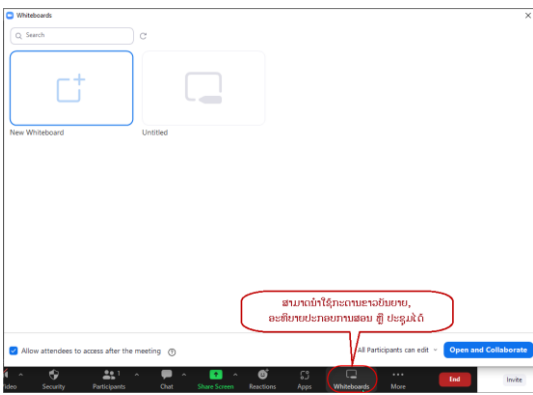 Whiteboards
Search
New Whiteboard
Untitled
ສາມາດນຳໃຊ້ກະດານຂາວບັນຍາຍ,
ອະທິບາຍປະກອບການສອນ ຫຼື ປະຊຸມໄດ້
Allow attendees to access after the meeting
All Participants can edit
Open and Collaborate
1
Security
Participants
Chat
Share Screen
Reactions
Apps
Whiteboards
More
End
Invite